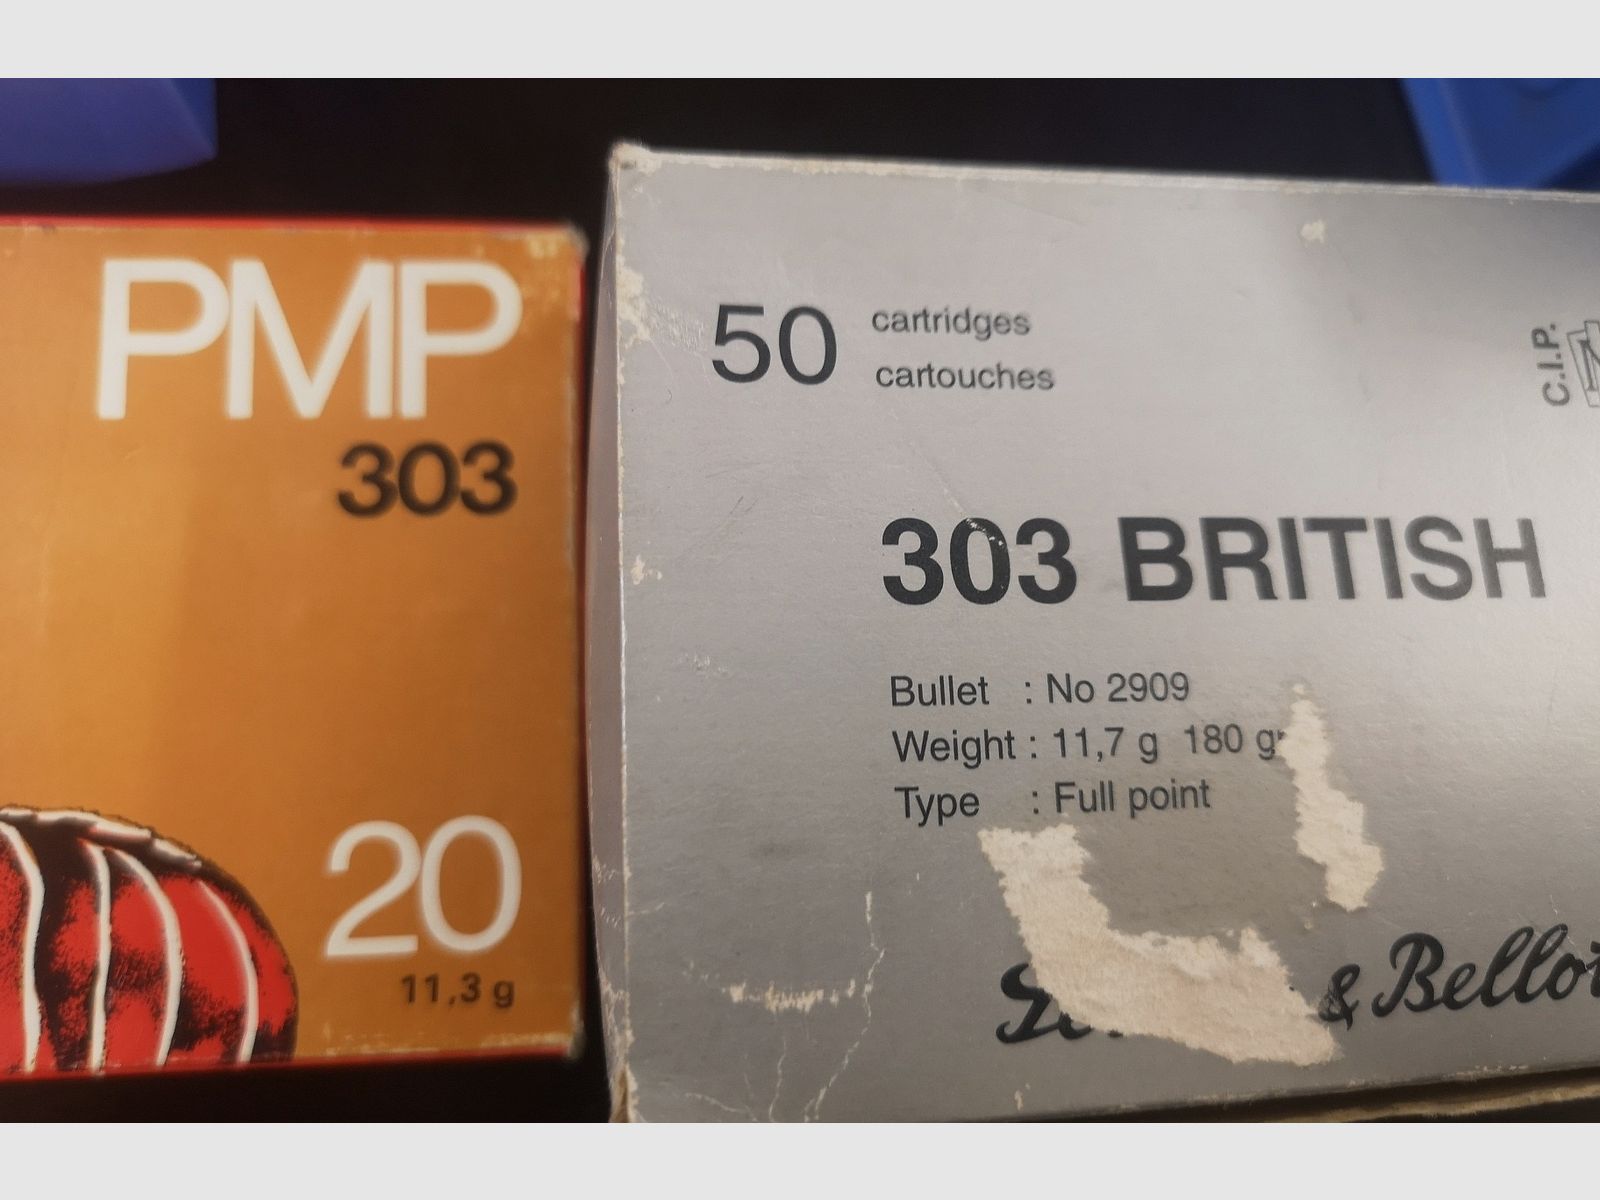 PMP
303
20
11,3 g
50 cartridges
cartouches
C.I.P.
303 BRITISH
Bullet : No 2909
Weight : 11,7 g 180 gr
Type : Full point
& Bellot